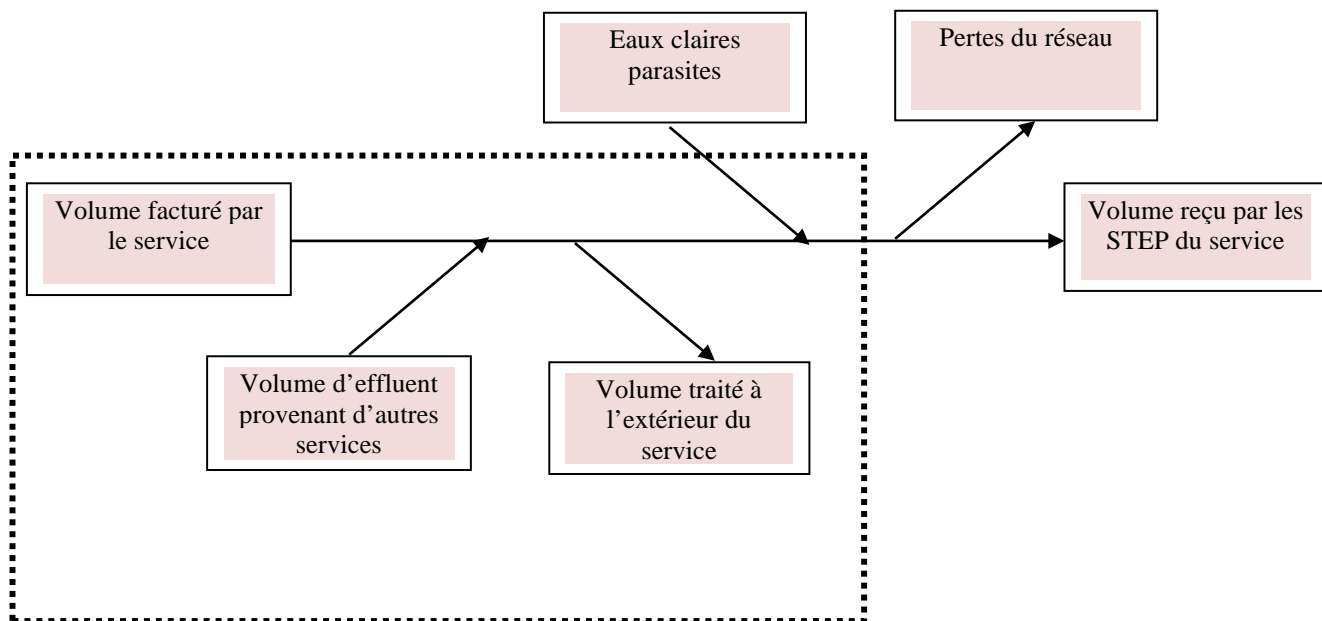 Eaux claires
parasites
Pertes du réseau
Volume facturé par
le service
Volume reçu par les
STEP du service
Volume d’effluent
provenant d’autres
services
Volume traité à
l’extérieur du
service